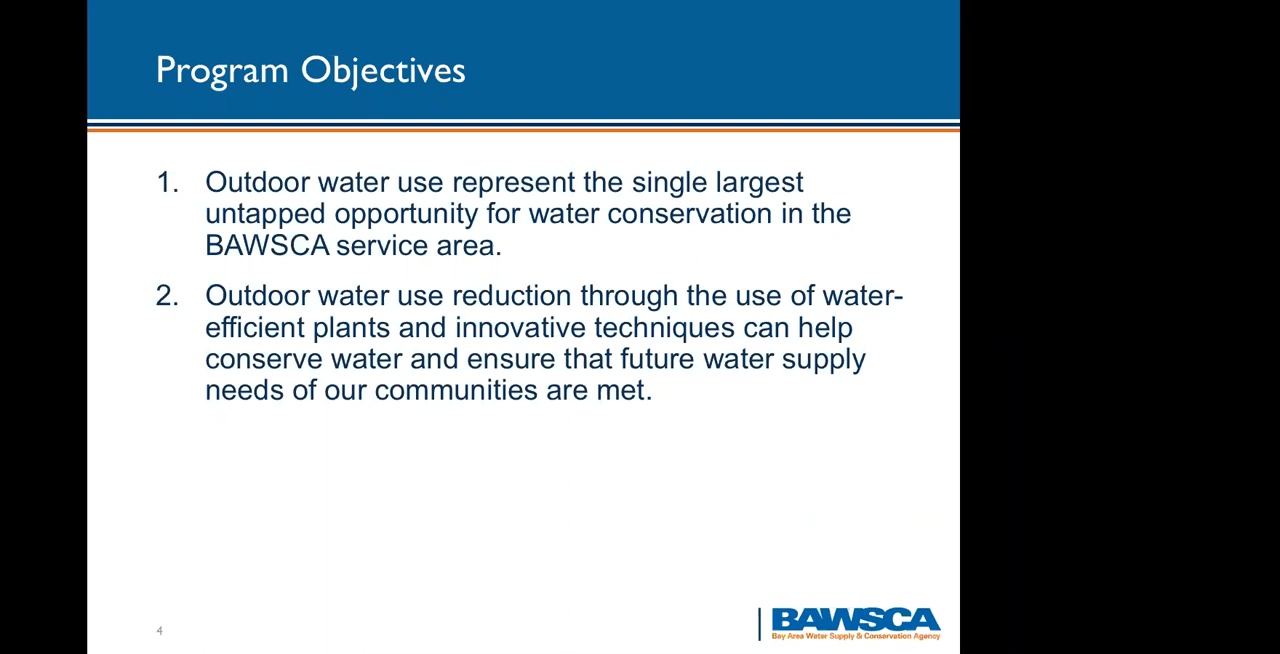 Program Objectives
1. Outdoor water use represent the single largest
untapped opportunity for water conservation in the
BAWSCA service area.
2. Outdoor water use reduction through the use of water-
efficient plants and innovative techniques can help
conserve water and ensure that future water supply
needs of our communities are met.
4
BAWSCA
Bay Area Water Supply & Conservation Agency